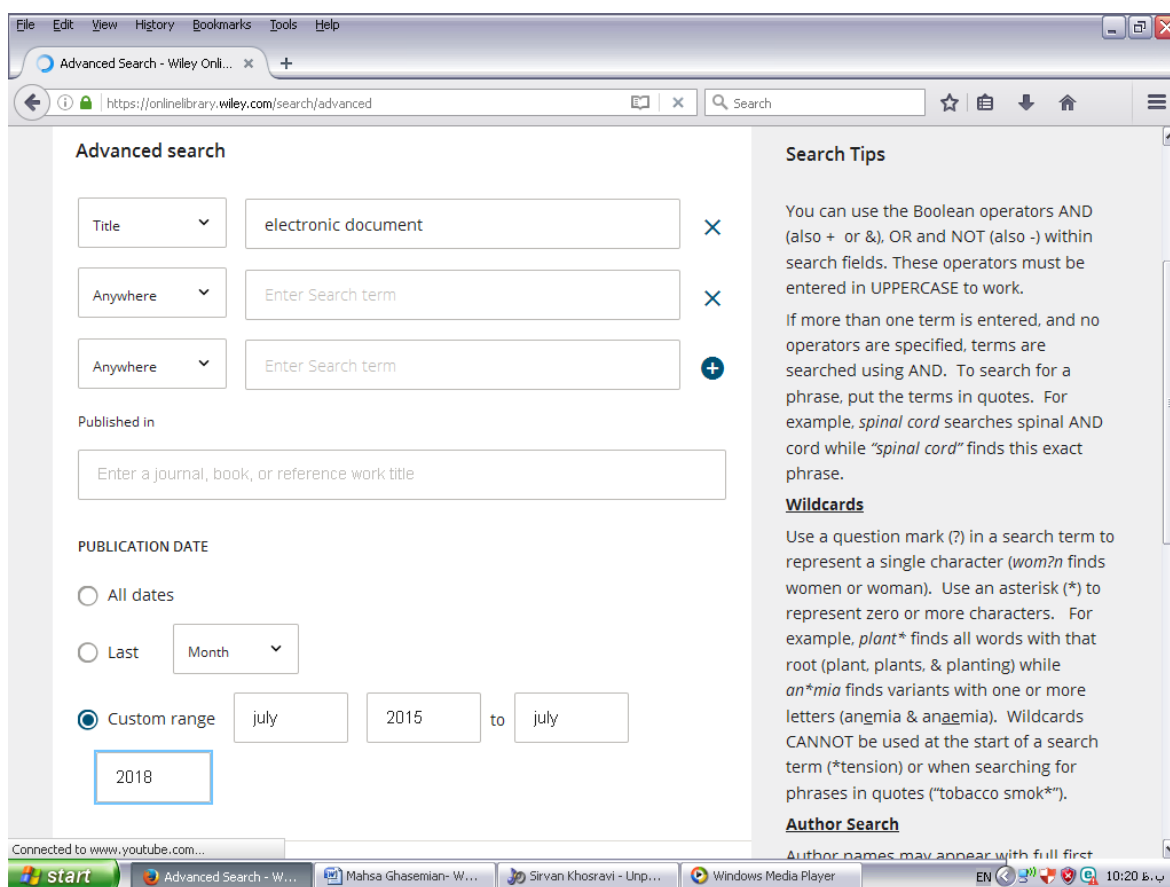 File Edit View History Bookmarks Tools Help
Advanced Search - Wiley Onli...
https://onlinelibrary.wiley.com/search/advanced
Search
Advanced search
Title
electronic document
Anywhere
Enter Search term
Anywhere
Enter Search term
Published in
Enter a journal, book, or reference work title
PUBLICATION DATE
All dates
Last
Month
Custom range
july
2015
to
july
2018
Search Tips
You can use the Boolean operators AND
(also + or &), OR and NOT (also -) within
search fields. These operators must be
entered in UPPERCASE to work.
If more than one term is entered, and no
operators are specified, terms are
searched using AND. To search for a
phrase, put the terms in quotes. For
example, spinal cord searches spinal AND
cord while "spinal cord" finds this exact
phrase.
Wildcards
Use a question mark (?) in a search term to
represent a single character (wom?n finds
women or woman). Use an asterisk (*) to
represent zero or more characters. For
example, plant* finds all words with that
root (plant, plants, & planting) while
an*mia finds variants with one or more
letters (anemia & anaemia). Wildcards
CANNOT be used at the start of a search
term (*tension) or when searching for
phrases in quotes ("tobacco smok*").
Author Search
Author names may appear with full first
Connected to www.youtube.com...
start
Advanced Search - W...
Mahsa Ghasemian- W...
Sirvan Khosravi - Unp...
Windows Media Player
EN
10:20 ب.ظ